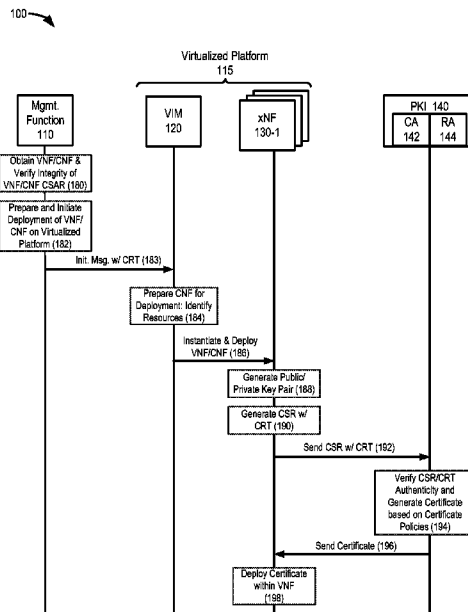 100
Virtualized Platform
115
Mgmt.
Function
110
VIM
120
xNF
130-1
PKI 140
CA
142
RA
144
Obtain VNF/CNF &
Verify Integrity of
VNF/CNF CSAR (180)
Prepare and Initiate
Deployment of VNF/
CNF on Virtualized
Platform (182)
Init. Msg. w/ CRT (183)
Prepare CNF for
Deployment: Identify
Resources (184)
Instantiate & Deploy
VNF/CNF (186)
Generate Public/
Private Key Pair (188)
Generate CSR w/
CRT (190)
Send CSR w/ CRT (192)
Verify CSR/CRT
Authenticity and
Generate Certificate
based on Certificate
Policies (194)
Send Certificate (196)
Deploy Certificate
within VNF
(198)